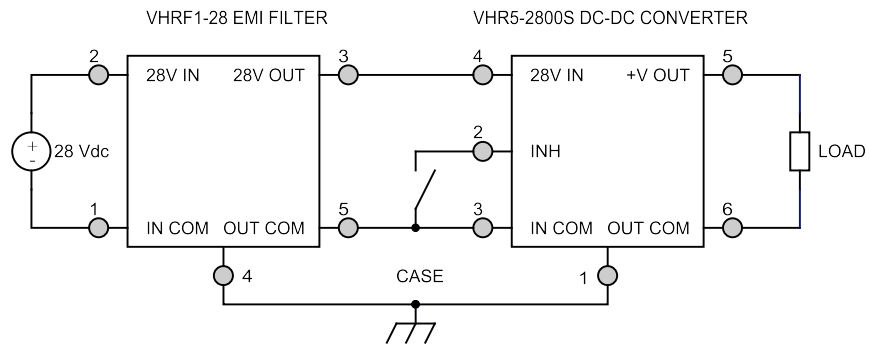 VHRF1-28 EMI FILTER
VHR5-2800S DC-DC CONVERTER
2
3
4
5
28V IN
28V OUT
28V IN
+V OUT
2
+
-
28 Vdc
INH
LOAD
1
5
3
6
IN COM
OUT COM
IN COM
OUT COM
4
CASE
1